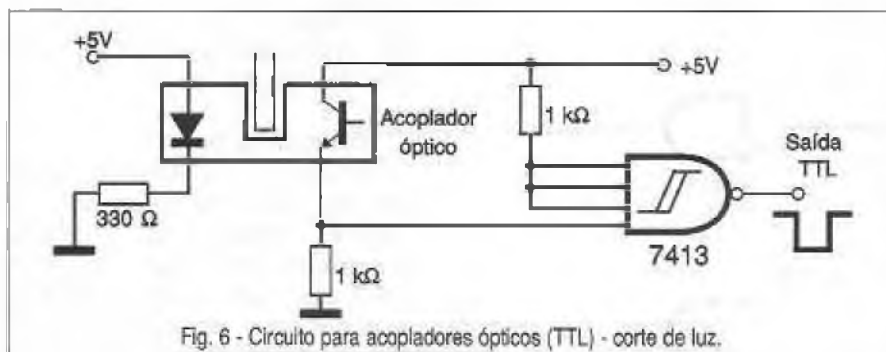 +5V
+5V
1 kΩ
Acoplador
óptico
Saída
TTL
330 Ω
7413
1 kΩ
Fig. 6 - Circuito para acopladores ópticos (TTL) - corte de luz.